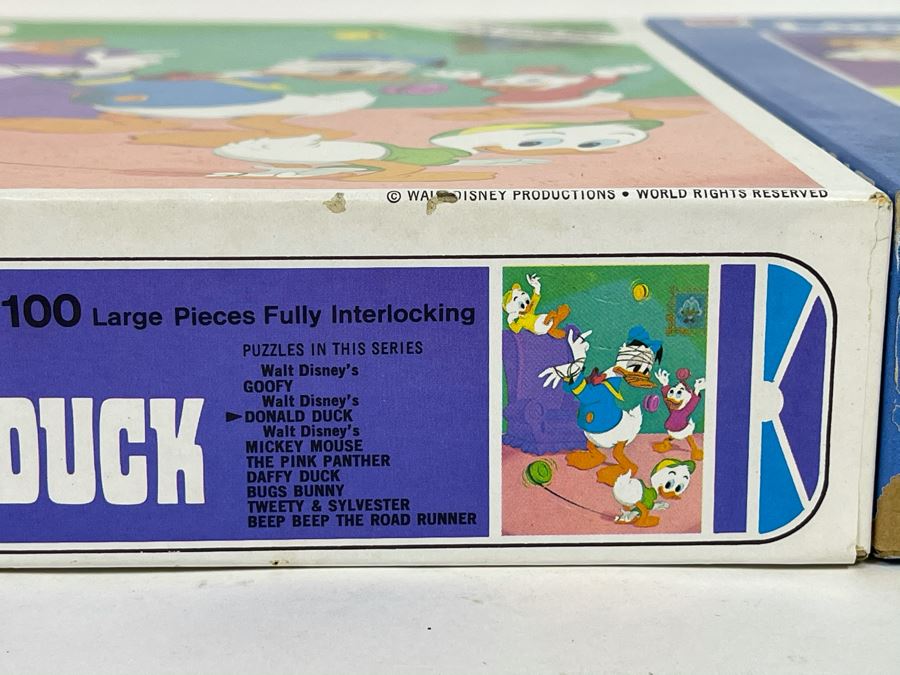 © WALT DISNEY PRODUCTIONS • WORLD RIGHTS RESERVED
100 Large Pieces Fully Interlocking
DUCK
PUZZLES IN THIS SERIES
Walt Disney's
GOOFY
Walt Disney's
►DONALD DUCK
Walt Disney's
MICKEY MOUSE
THE PINK PANTHER
DAFFY DUCK
BUGS BUNNY
TWEETY & SYLVESTER
BEEP BEEP THE ROAD RUNNER